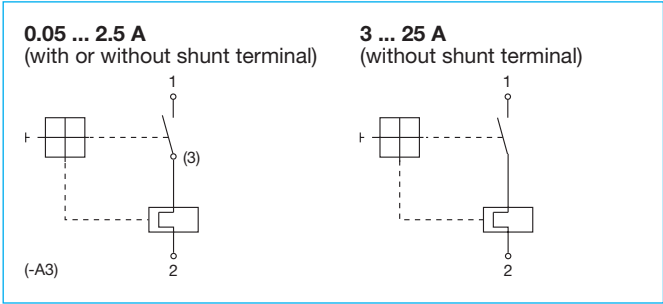 0.05 ... 2.5 A
(with or without shunt terminal)
1
(3)
(-A3)
2
3 ... 25 A
(without shunt terminal)
1
2